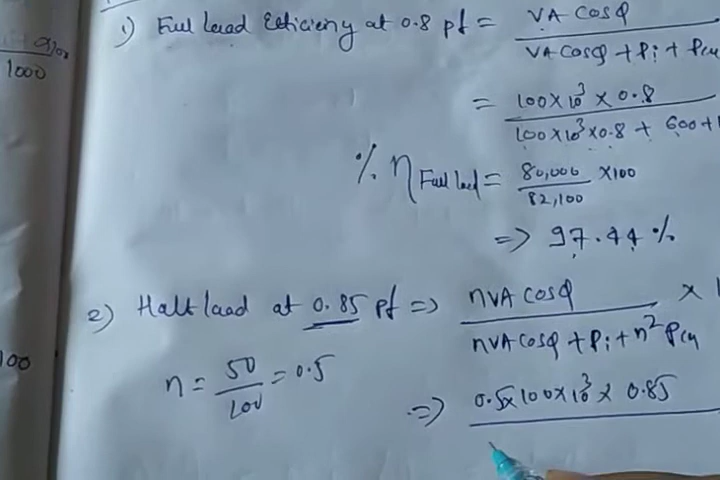 1000
1) Full load Efficiency at 0.8 pf = VA Cosφ
VA Cosφ + Pi + Pcu
= 100×10³ × 0.8
100×10³×0.8 + 600+1
% η Full load = 80,000 ×100
82,100
=> 97.44 %
2) Half load at 0.85 pf => nVA cosφ ×
nVA cosφ + Pi + n² Pcu
100
n = 50 = 0.5
100
=> 0.5×100×10³ × 0.85